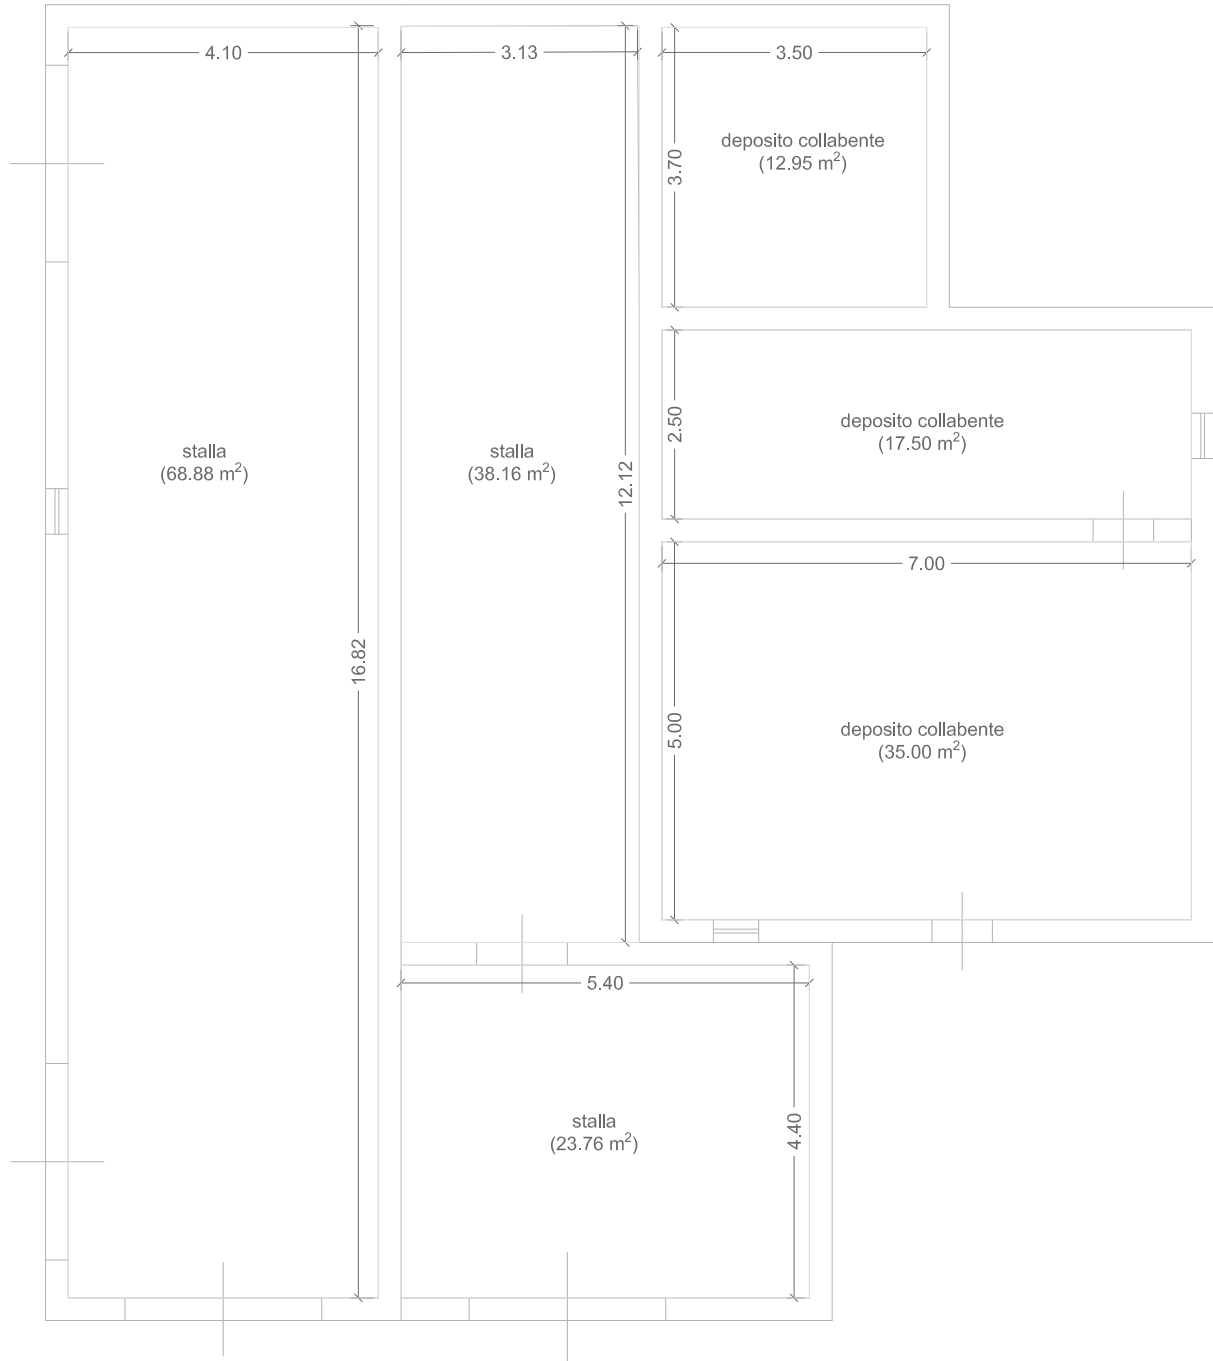 4.10
3.13
3.50
deposito collabente
(12.95 m²)
3.70
stalla
(68.88 m²)
stalla
(38.16 m²)
12.12
2.50
deposito collabente
(17.50 m²)
7.00
16.82
5.00
deposito collabente
(35.00 m²)
5.40
stalla
(23.76 m²)
4.40